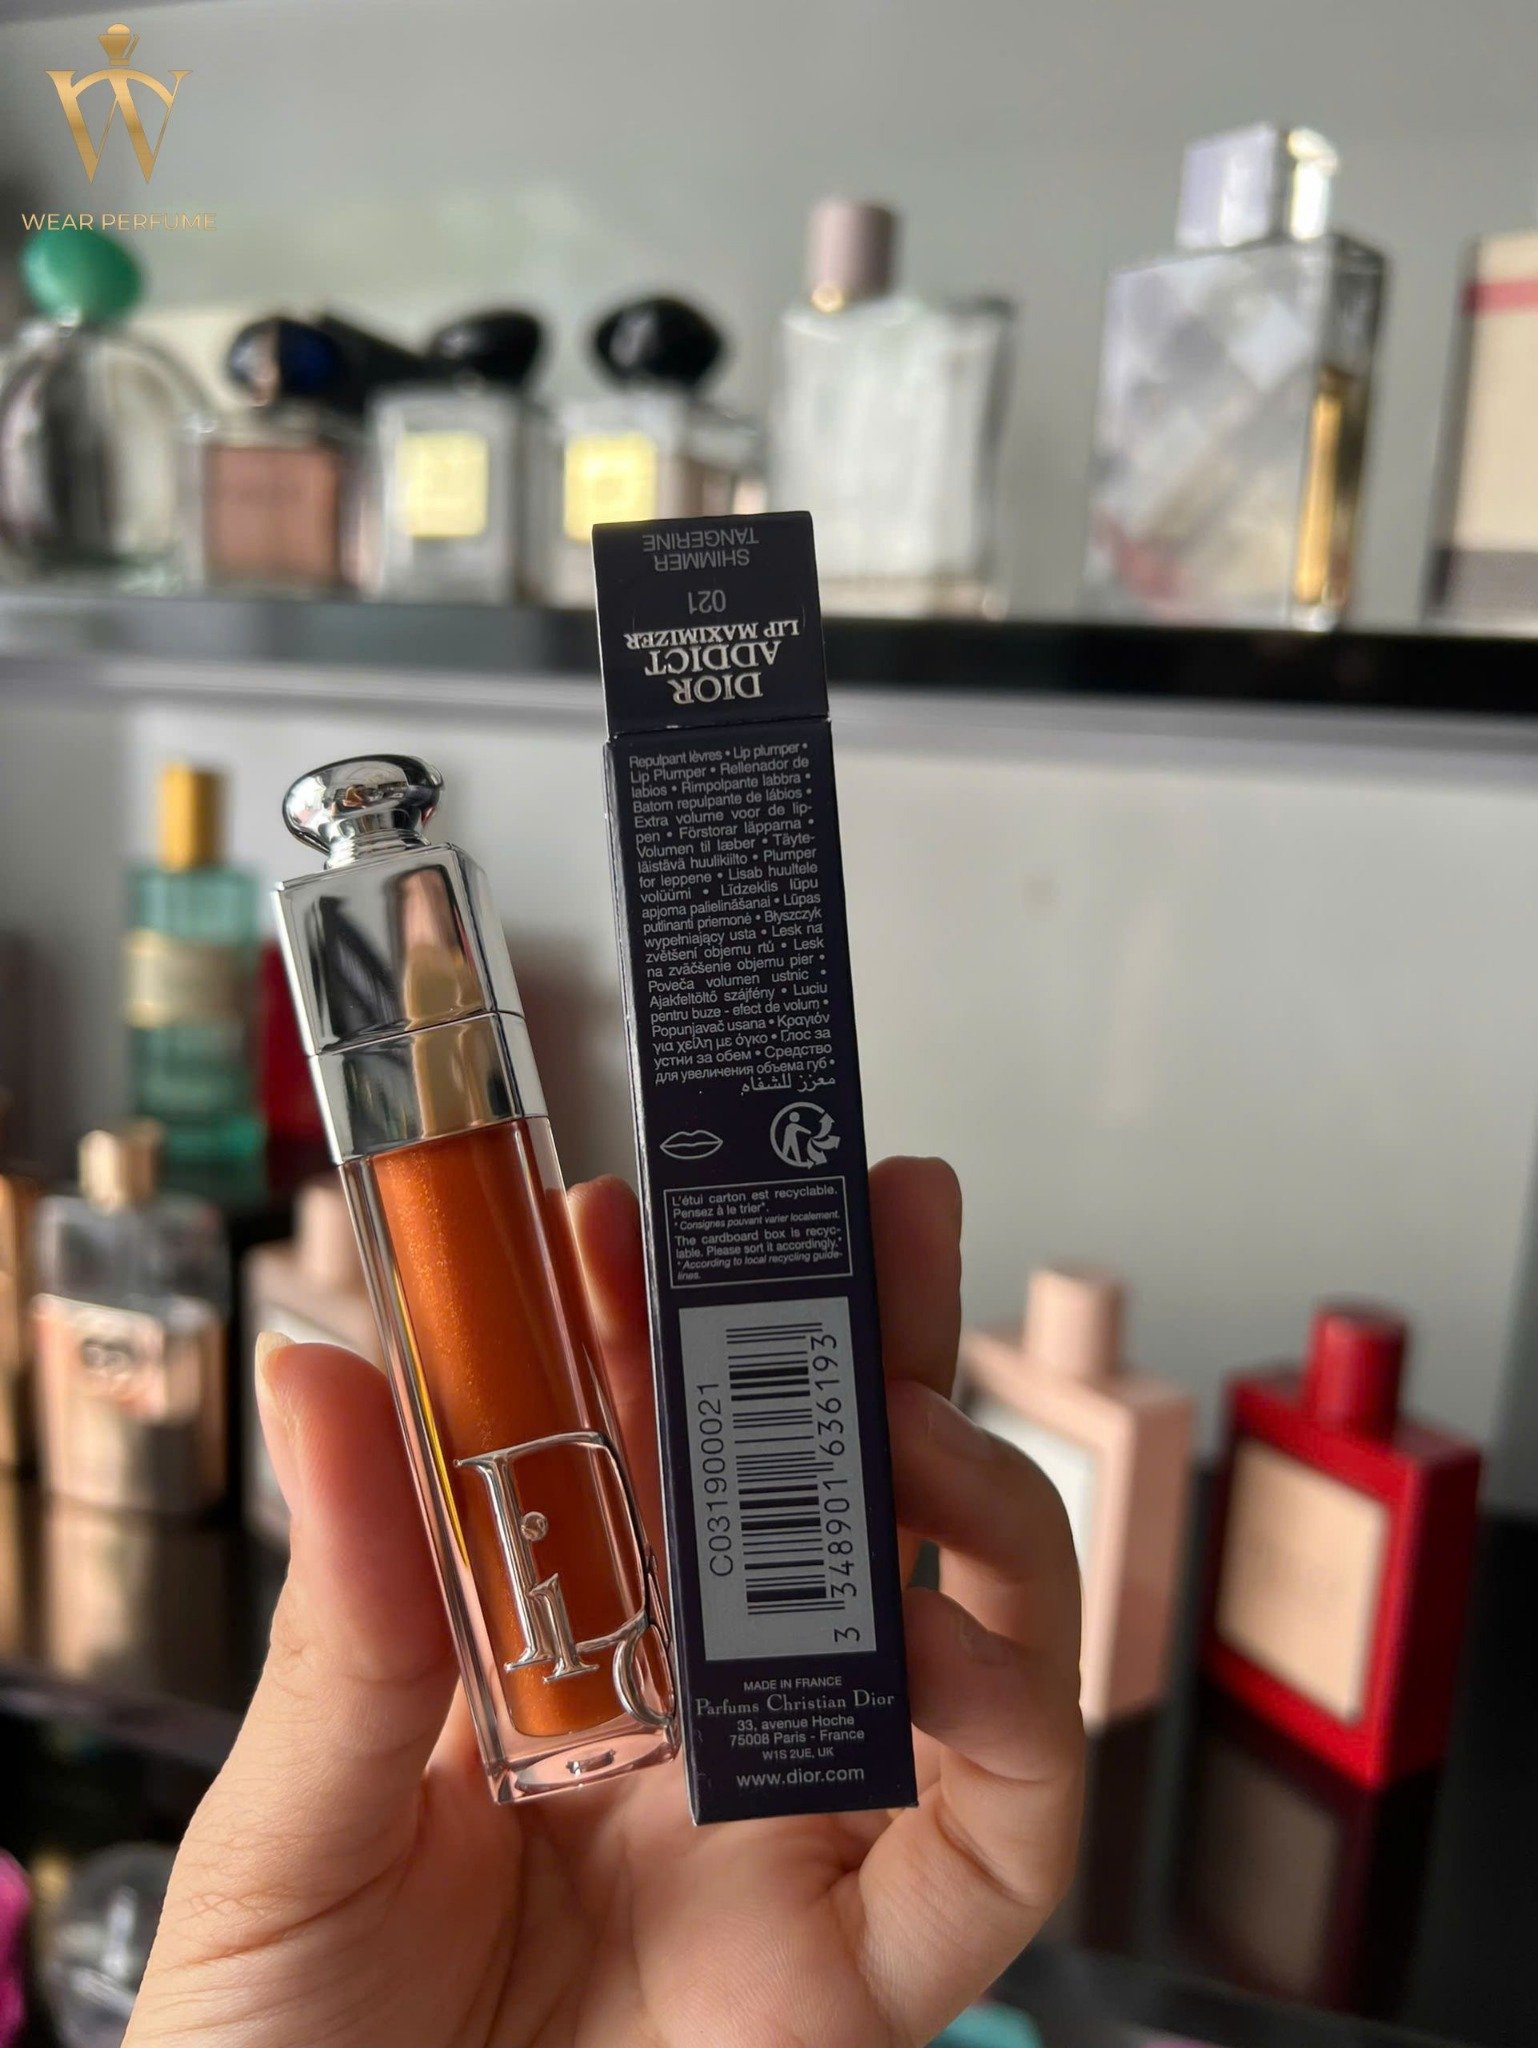 WEAR PERFUME
SHIMMER
TANGERINE
021
DIOR
ADDICT
LIP MAXIMIZER
Repulpant lèvres • Lip plumper •
Lip Plumper • Rellenador de
labios • Rimpolpante labbra •
Batom repulpante de lábios •
Extra volume voor de lip-
pen • Förstorar läpparna •
Volumen til læber • Täyte-
läistävä huulikiilto • Plumper
for leppene • Lisab huultele
volüümi • Līdzeklis lūpu
apjoma palielināšanai • Lūpas
putlinanti priemonė • Błyszczyk
wypełniający usta • Lesk na
zvětšení objemu rtů • Lesk
na zväčšenie objemu pier •
Poveča volumen ustnic •
Ajakfeltöltő szájfény • Luciu
pentru buze - efect de volum •
Popunjavač usana • Κραγιόν
για χείλη με όγκο • Глос за
устни за обем • Средство
для увеличения объема губ •
معزز للشفاه
L'étui carton est recyclable.
Pensez à le trier*.
* Consignes pouvant varier localement.
The cardboard box is recyc-
lable. Please sort it accordingly.*
* According to local recycling guide-
lines.
C031900021
3 348901 636193
MADE IN FRANCE
Parfums Christian Dior
33, avenue Hoche
75008 Paris - France
W1S 2UE, UK
www.dior.com
Dior